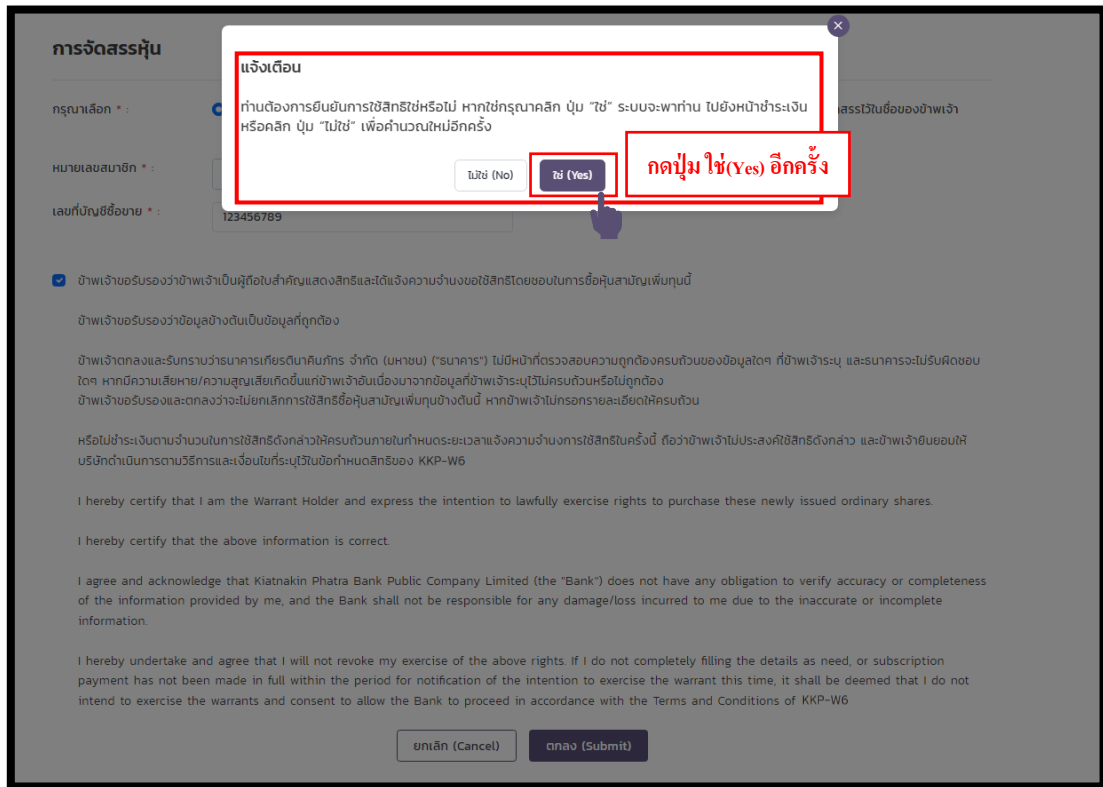 การจัดสรรหุ้น
แจ้งเตือน
ท่านต้องการยืนยันการใช้สิทธิใช่หรือไม่ หากใช่กรุณาคลิก ปุ่ม “ใช่” ระบบจะพาท่าน ไปยังหน้าชำระเงิน
หรือคลิก ปุ่ม “ไม่ใช่” เพื่อคำนวณใหม่อีกครั้ง
ไม่ใช่ (No)
ใช่ (Yes)
กดปุ่ม ใช่(Yes) อีกครั้ง
กรุณาเลือก * :
สรรไว้ในชื่อของข้าพเจ้า
หมายเลขสมาชิก * :
เลขที่บัญชีซื้อขาย * :
123456789
ข้าพเจ้าขอรับรองว่าข้าพเจ้าเป็นผู้ถือใบสำคัญแสดงสิทธิและได้แจ้งความจำนงขอใช้สิทธิโดยชอบในการซื้อหุ้นสามัญเพิ่มทุนนี้
ข้าพเจ้าขอรับรองว่าข้อมูลข้างต้นเป็นข้อมูลที่ถูกต้อง
ข้าพเจ้าตกลงและรับทราบว่าธนาคารเกียรตินาคินภัทร จำกัด (มหาชน) (“ธนาคาร”) ไม่มีหน้าที่ตรวจสอบความถูกต้องครบถ้วนของข้อมูลใดๆ ที่ข้าพเจ้าระบุ และธนาคารจะไม่รับผิดชอบ
ใดๆ หากมีความเสียหาย/ความสูญเสียเกิดขึ้นแก่ข้าพเจ้าอันเนื่องมาจากข้อมูลที่ข้าพเจ้าระบุไว้ไม่ครบถ้วนหรือไม่ถูกต้อง
ข้าพเจ้าขอรับรองและตกลงว่าจะไม่ยกเลิกการใช้สิทธิซื้อหุ้นสามัญเพิ่มทุนข้างต้นนี้ หากข้าพเจ้าไม่กรอกรายละเอียดให้ครบถ้วน
หรือไม่ชำระเงินตามจำนวนในการใช้สิทธิดังกล่าวให้ครบถ้วนภายในกำหนดระยะเวลาแจ้งความจำนงการใช้สิทธิในครั้งนี้ ถือว่าข้าพเจ้าไม่ประสงค์ใช้สิทธิดังกล่าว และข้าพเจ้ายินยอมให้
บริษัทดำเนินการตามวิธีการและเงื่อนไขที่ระบุไว้ในข้อกำหนดสิทธิของ KKP-W6
I hereby certify that I am the Warrant Holder and express the intention to lawfully exercise rights to purchase these newly issued ordinary shares.
I hereby certify that the above information is correct.
I agree and acknowledge that Kiatnakin Phatra Bank Public Company Limited (the "Bank") does not have any obligation to verify accuracy or completeness
of the information provided by me, and the Bank shall not be responsible for any damage/loss incurred to me due to the inaccurate or incomplete
information.
I hereby undertake and agree that I will not revoke my exercise of the above rights. If I do not completely filling the details as need, or subscription
payment has not been made in full within the period for notification of the intention to exercise the warrant this time, it shall be deemed that I do not
intend to exercise the warrants and consent to allow the Bank to proceed in accordance with the Terms and Conditions of KKP-W6
ยกเลิก (Cancel)
ตกลง (Submit)